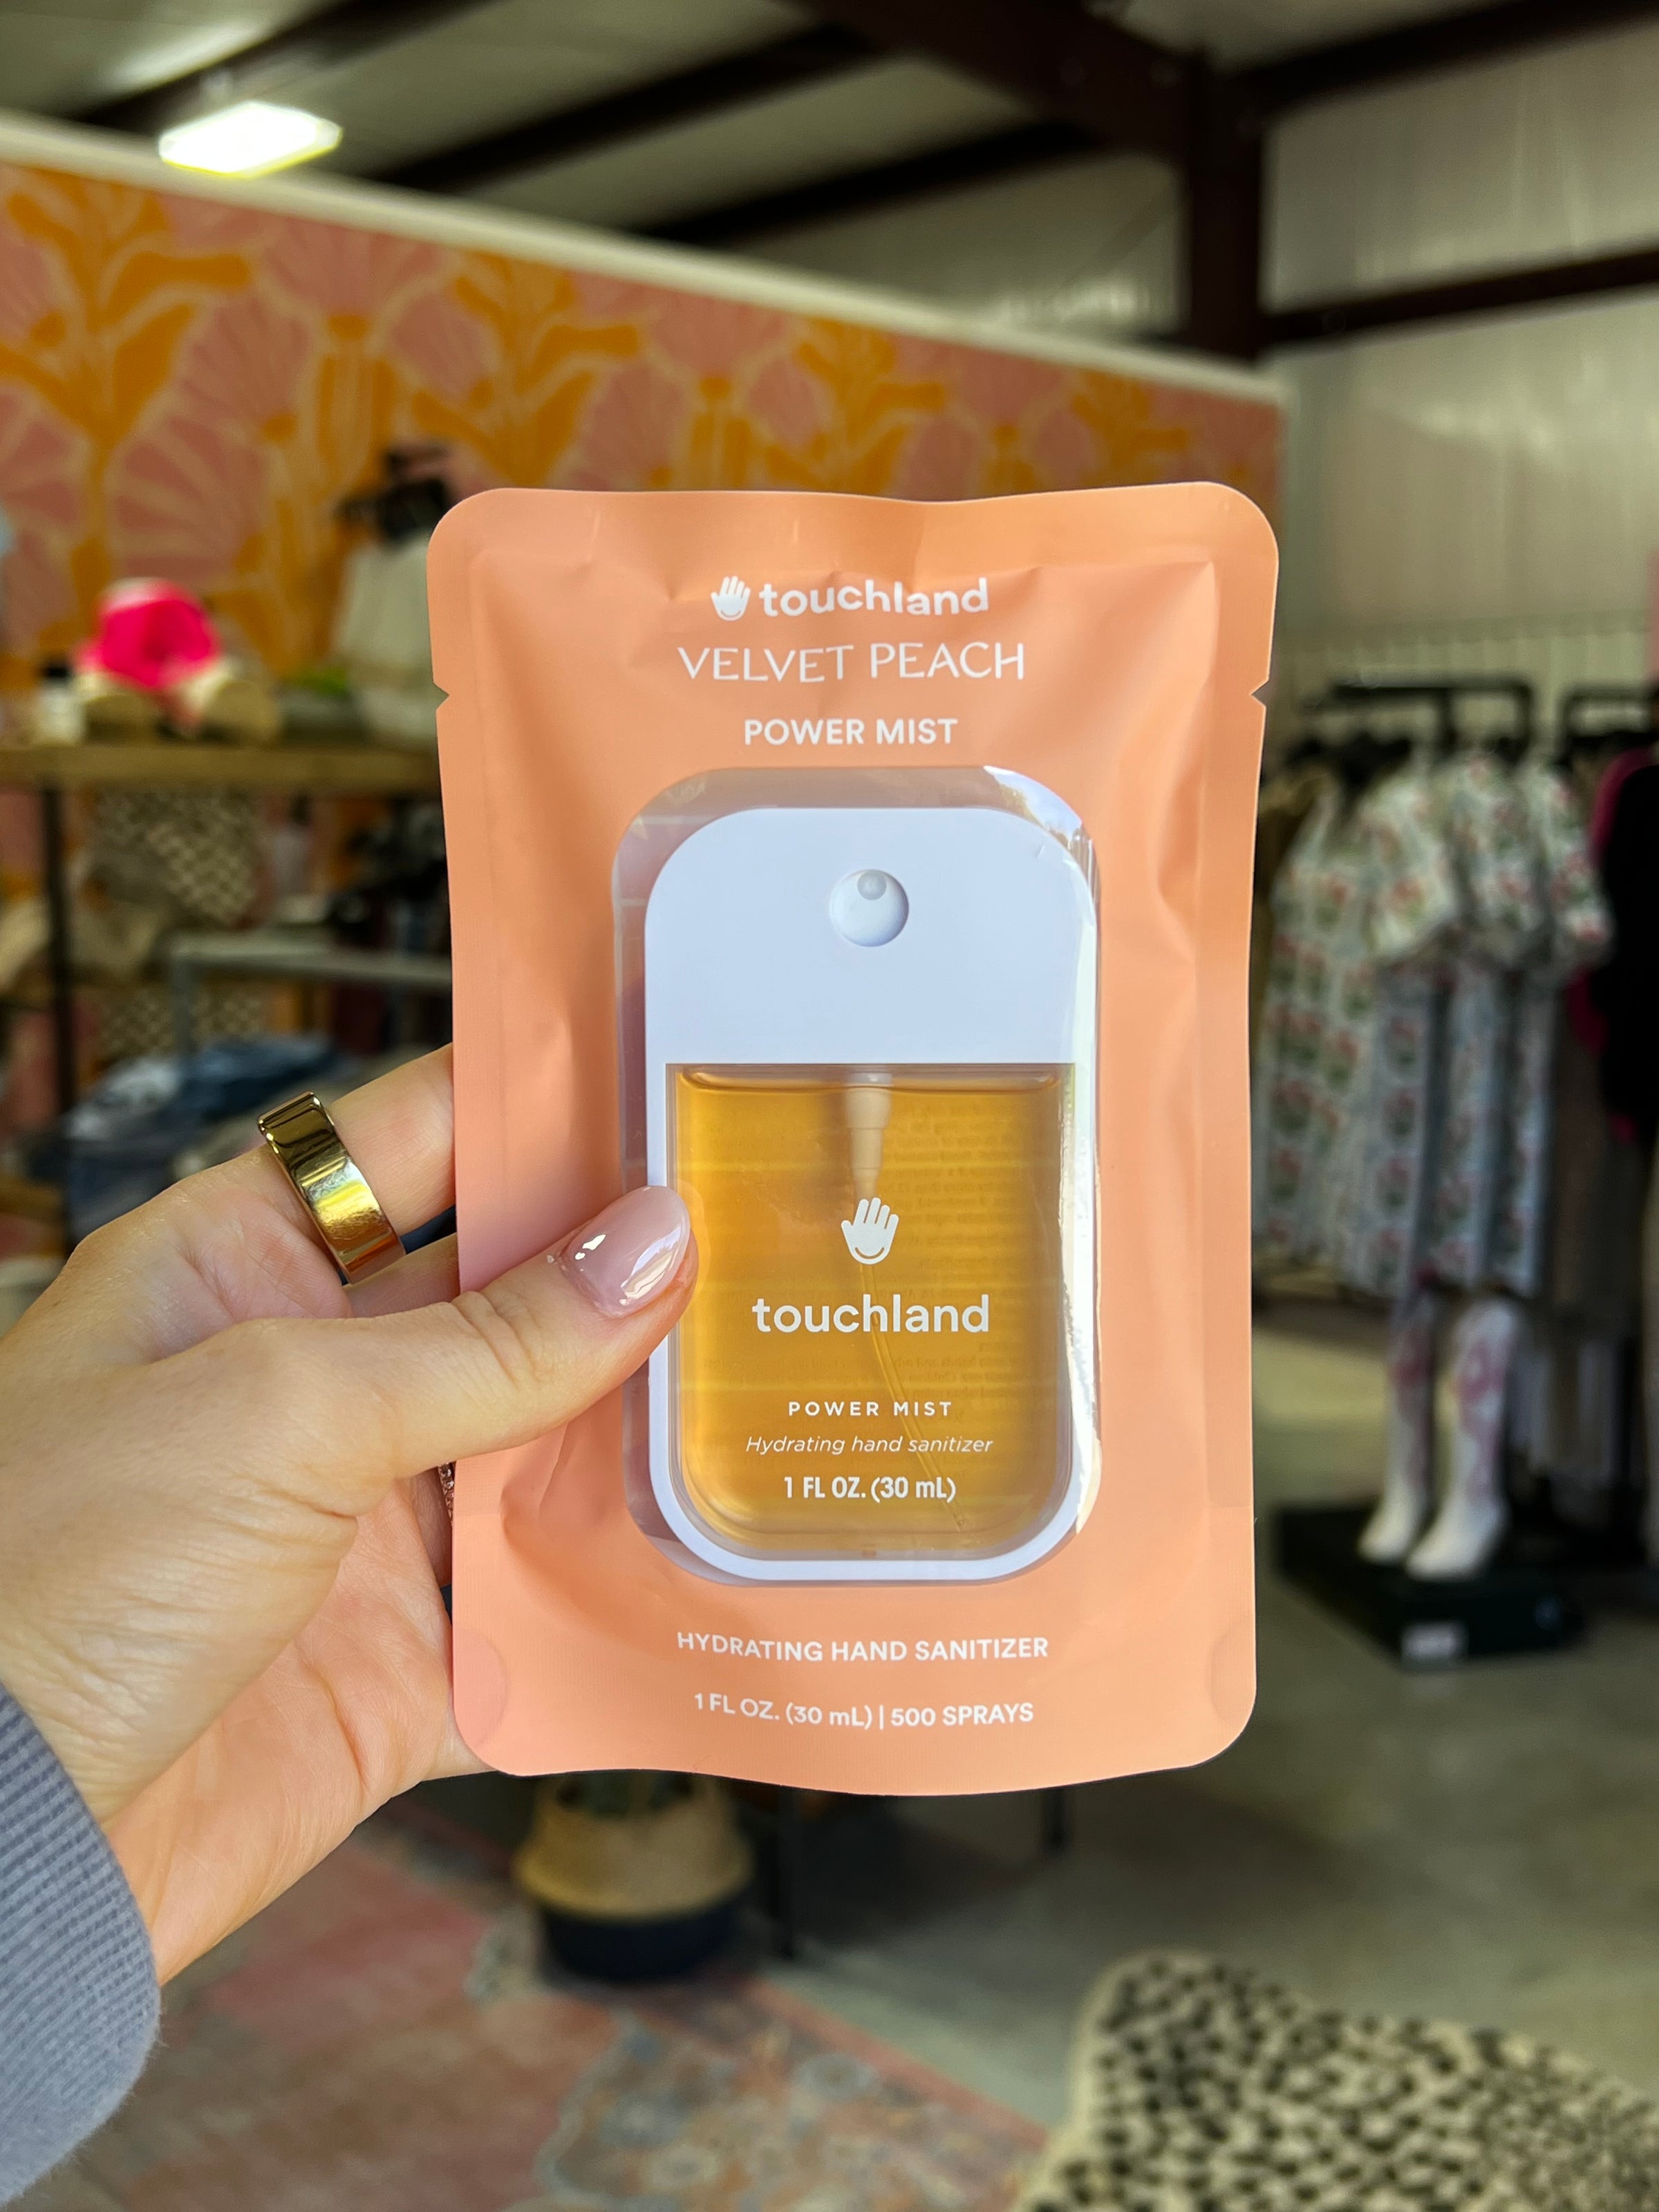 touchland
VELVET PEACH
POWER MIST
touchland
POWER MIST
Hydrating hand sanitizer
1 FL OZ. (30 mL)
HYDRATING HAND SANITIZER
1 FL OZ. (30 mL) | 500 SPRAYS